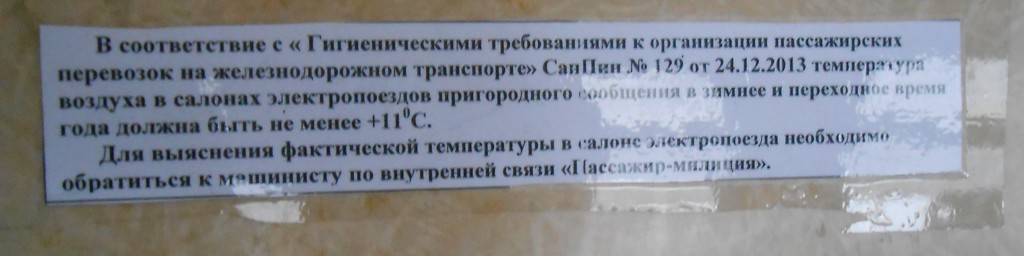 В соответствие с « Гигиеническими требованиями к организации пассажирских
перевозок на железнодорожном транспорте» СанПин № 129 от 24.12.2013 температура
воздуха в салонах электропоездов пригородного сообщения в зимнее и переходное время
года должна быть не менее +11⁰С.
Для выяснения фактической температуры в салоне электропоезда необходимо
обратиться к машинисту по внутренней связи «Пассажир-милиция».